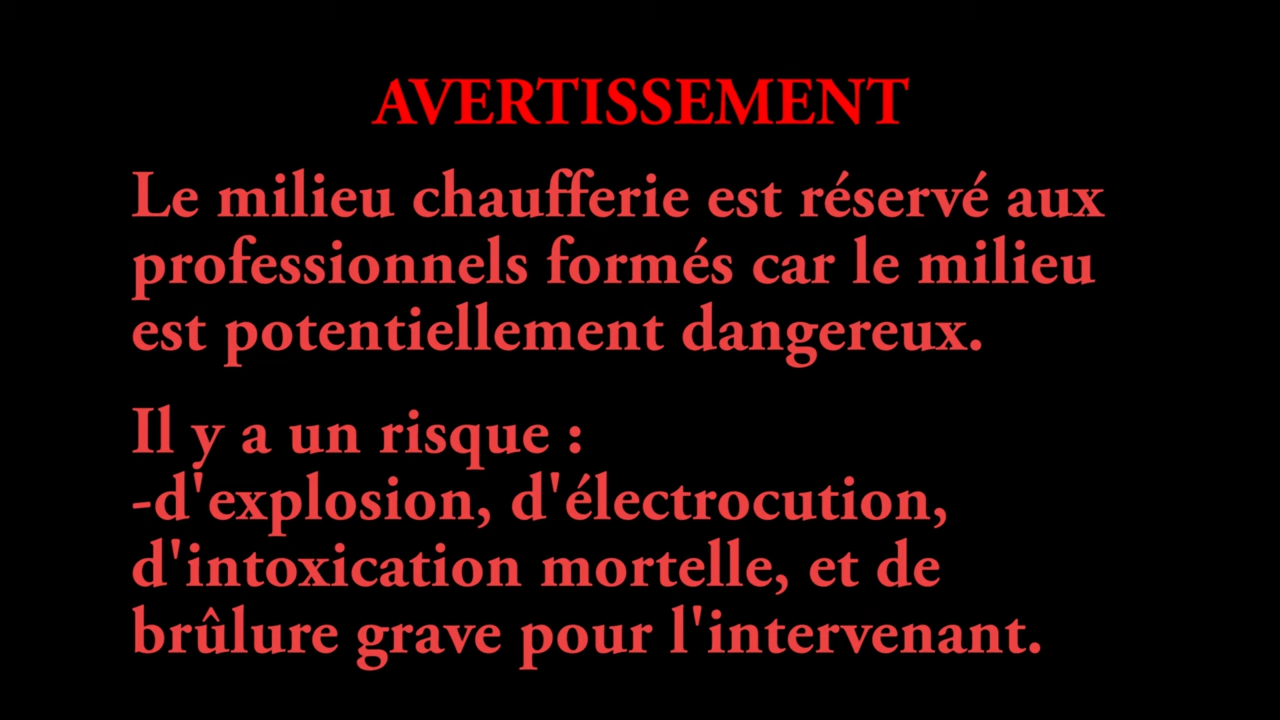 AVERTISSEMENT
Le milieu chaufferie est réservé aux
professionnels formés car le milieu
est potentiellement dangereux.
Il y a un risque :
-d'explosion, d'électrocution,
d'intoxication mortelle, et de
brûlure grave pour l'intervenant.